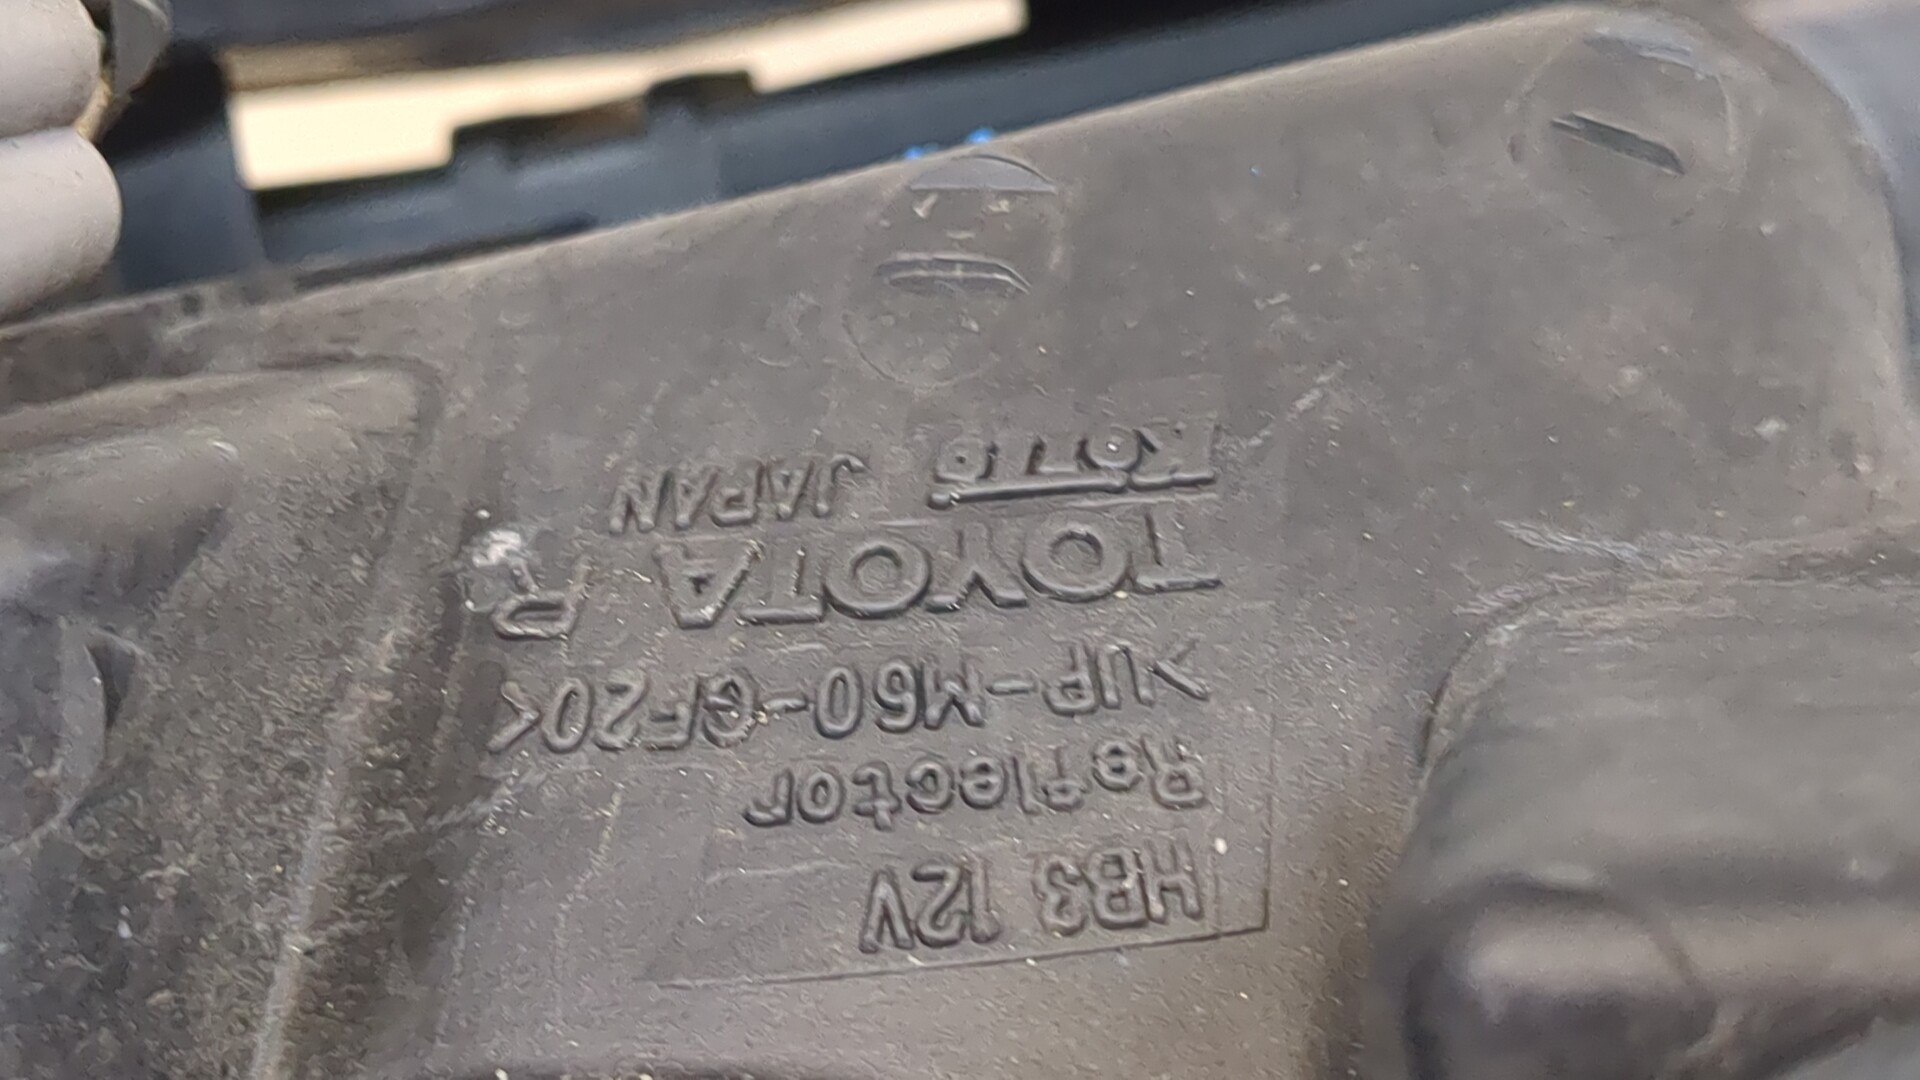 HB3 12V
Reflector
>UP-M60-GF20<
TOYOTA R
KOITO JAPAN